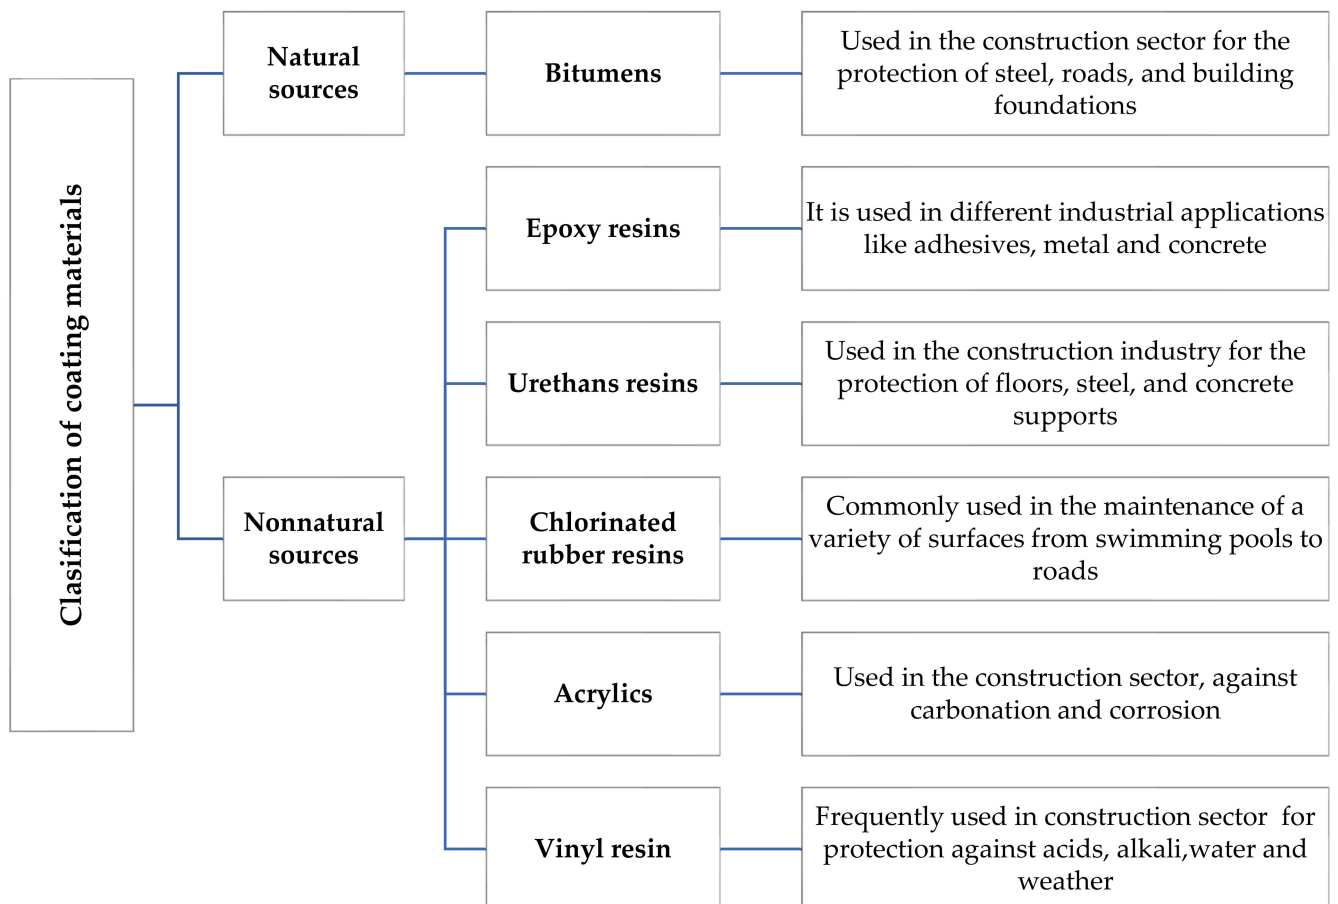 Clasification of coating materials
Natural
sources
Bitumens
Used in the construction sector for the
protection of steel, roads, and building
foundations
Nonnatural
sources
Epoxy resins
It is used in different industrial applications
like adhesives, metal and concrete
Urethans resins
Used in the construction industry for the
protection of floors, steel, and concrete
supports
Chlorinated
rubber resins
Commonly used in the maintenance of a
variety of surfaces from swimming pools to
roads
Acrylics
Used in the construction sector, against
carbonation and corrosion
Vinyl resin
Frequently used in construction sector  for
protection against acids, alkali,water and
weather